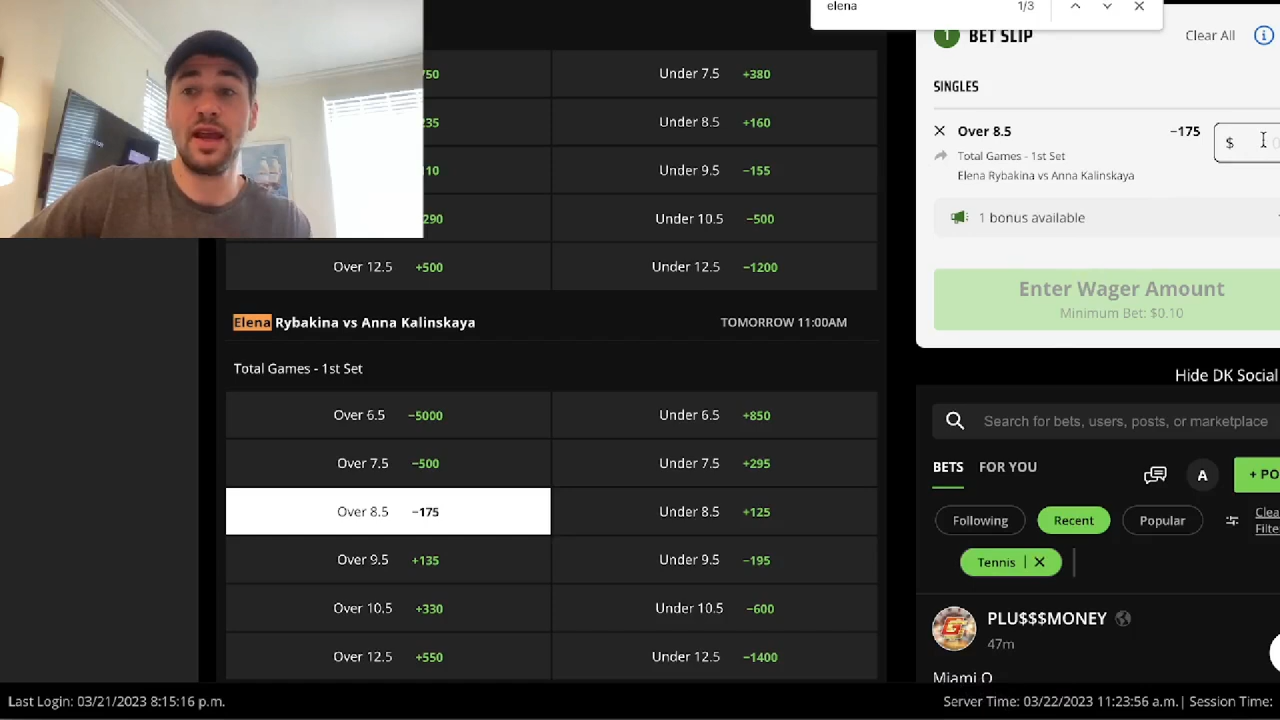 elena 1/3
1 BET SLIP Clear All
SINGLES
Over 8.5 −175 $
Total Games - 1st Set
Elena Rybakina vs Anna Kalinskaya
1 bonus available
Enter Wager Amount
Minimum Bet: $0.10
Hide DK Social
Search for bets, users, posts, or marketplace
BETS FOR YOU A + PO
Following Recent Popular Clea
Filte
Tennis
PLU$$$MONEY
47m
Miami O
750 Under 7.5 +380
235 Under 8.5 +160
10 Under 9.5 −155
290 Under 10.5 −500
Over 12.5 +500 Under 12.5 −1200
Elena Rybakina vs Anna Kalinskaya TOMORROW 11:00AM
Total Games - 1st Set
Over 6.5 −5000 Under 6.5 +850
Over 7.5 −500 Under 7.5 +295
Over 8.5 −175 Under 8.5 +125
Over 9.5 +135 Under 9.5 −195
Over 10.5 +330 Under 10.5 −600
Over 12.5 +550 Under 12.5 −1400
Last Login: 03/21/2023 8:15:16 p.m. Server Time: 03/22/2023 11:23:56 a.m.| Session Time: